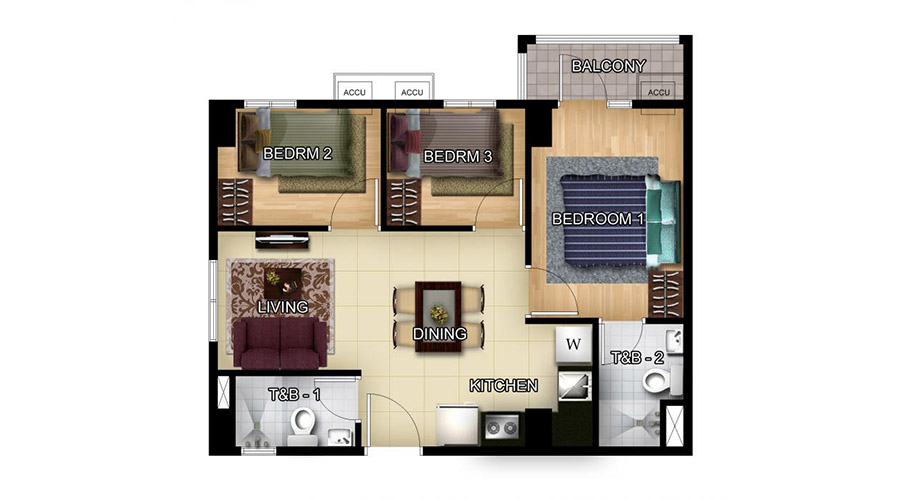 BALCONY
ACCU
ACCU
ACCU
BEDRM 2
BEDRM 3
BEDROOM 1
LIVING
DINING
W
T&B - 2
KITCHEN
T&B - 1